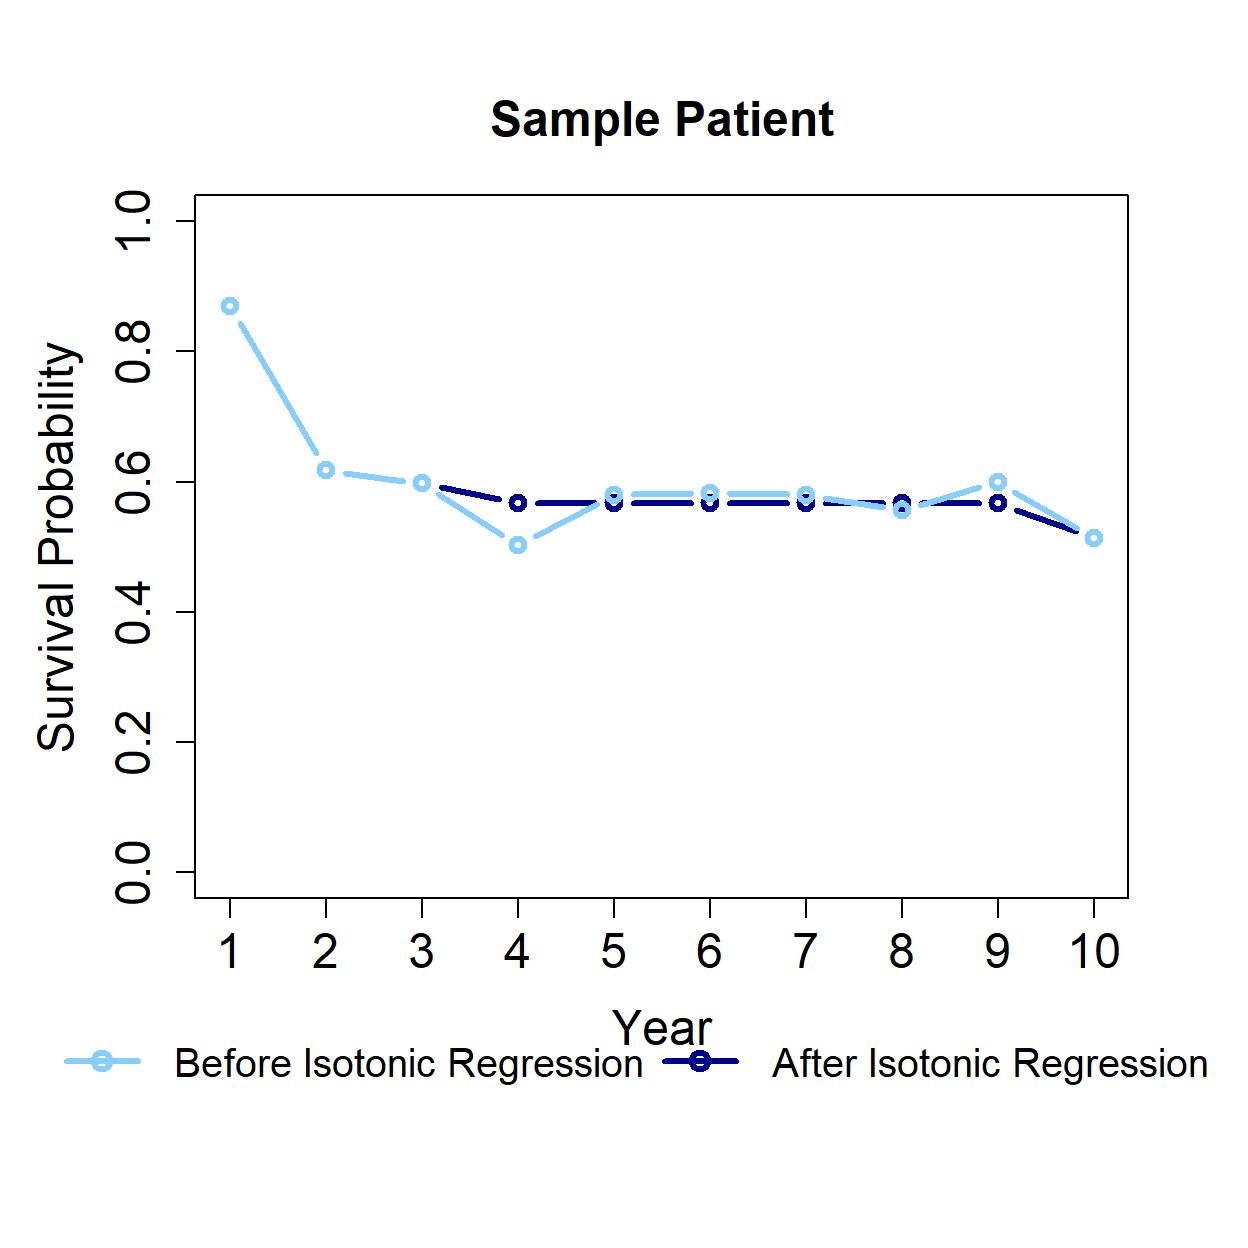 Sample Patient
Survival Probability
1.0
0.8
0.6
0.4
0.2
0.0
1 2 3 4 5 6 7 8 9 10
Year
Before Isotonic Regression After Isotonic Regression